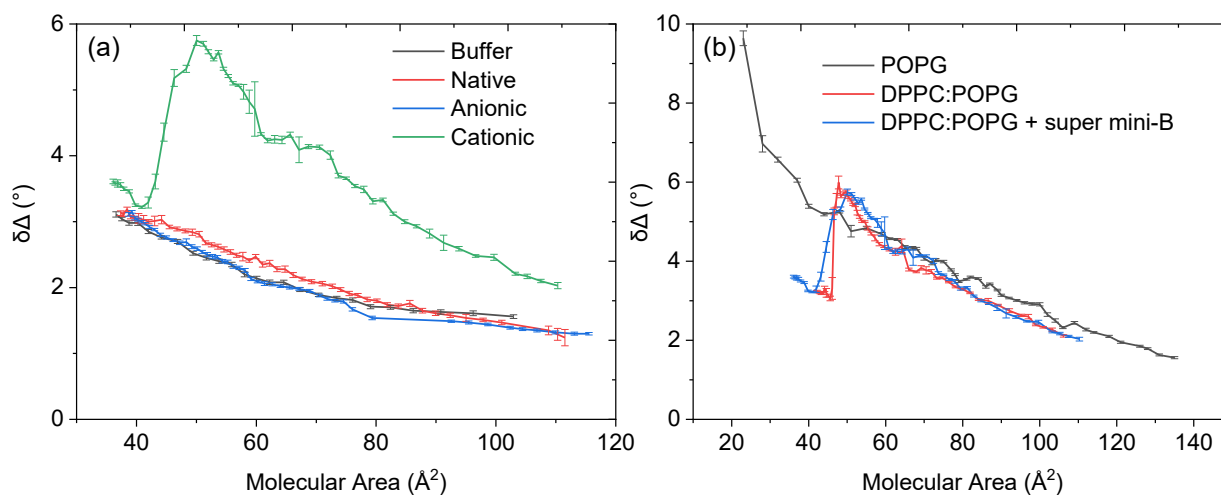 (a)
Buffer
Native
Anionic
Cationic
6
4
2
0
δΔ (°)
40 60 80 100 120
Molecular Area (Å²)
(b)
POPG
DPPC:POPG
DPPC:POPG + super mini-B
10
8
6
4
2
0
δΔ (°)
20 40 60 80 100 120 140
Molecular Area (Å²)